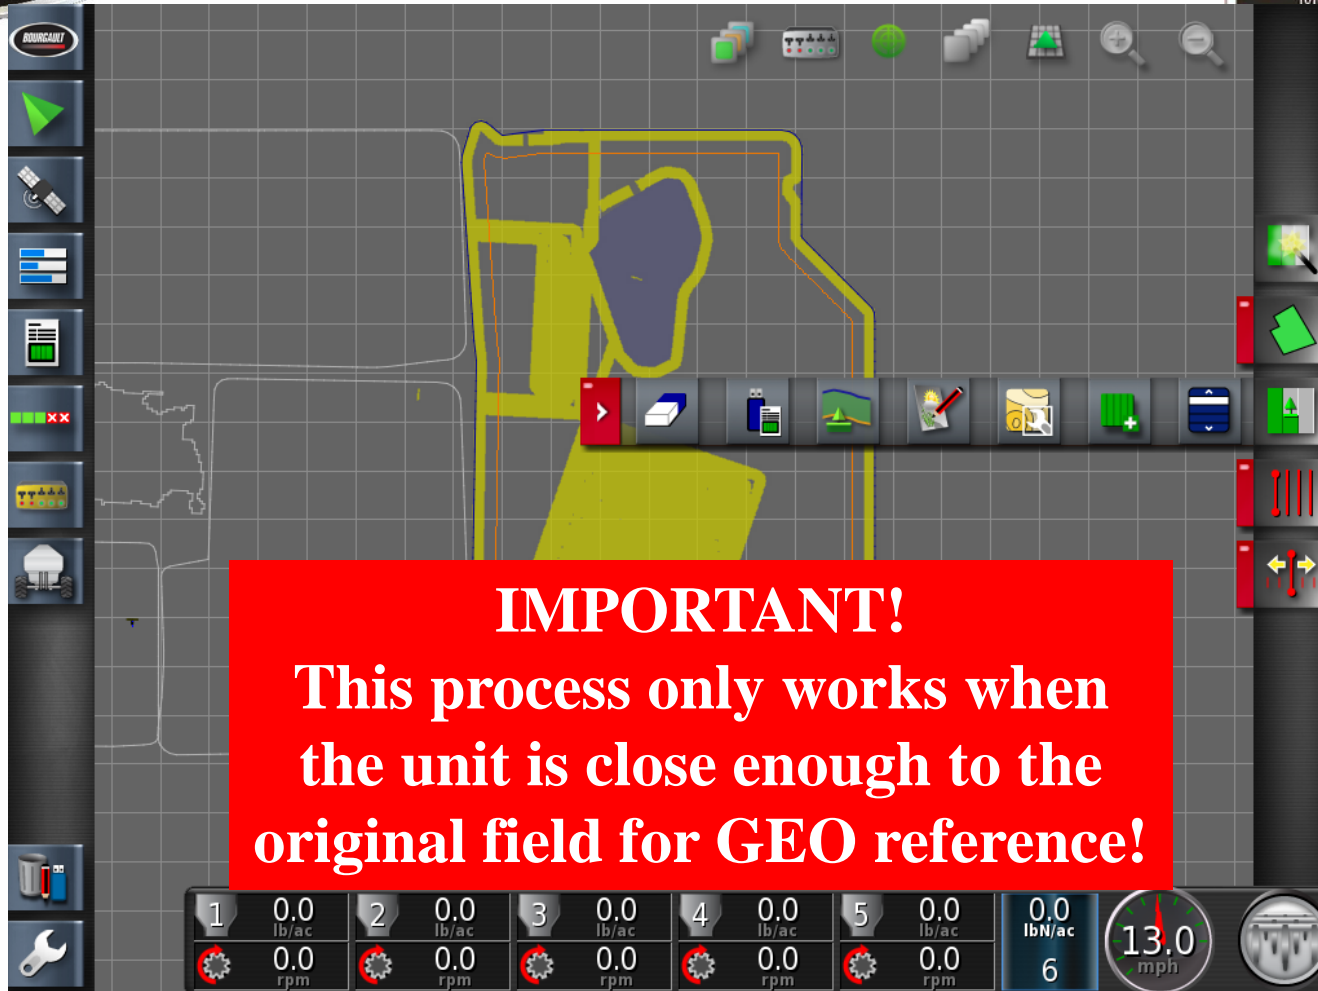 BOURGAULT
IMPORTANT!
This process only works when
the unit is close enough to the
original field for GEO reference!
1 0.0 lb/ac
0.0 rpm
2 0.0 lb/ac
0.0 rpm
3 0.0 lb/ac
0.0 rpm
4 0.0 lb/ac
0.0 rpm
5 0.0 lb/ac
0.0 rpm
0.0
lbN/ac
6
13.0
mph